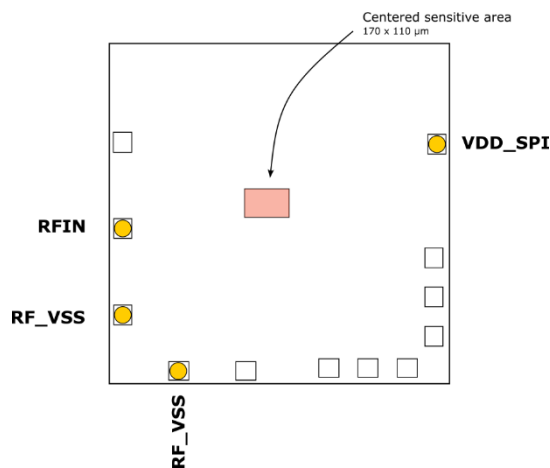 Centered sensitive area
170 x 110 µm
VDD_SPI
RFIN
RF_VSS
RF_VSS